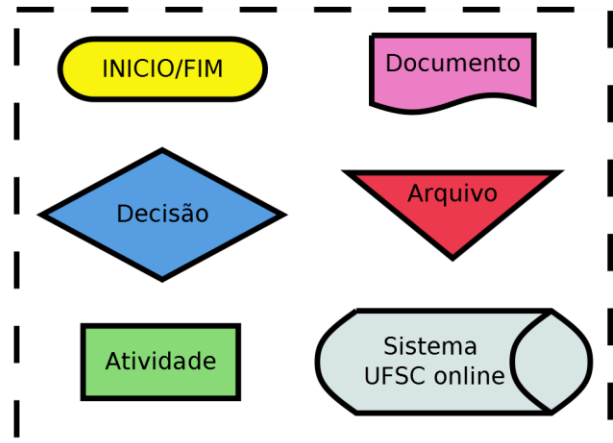 INICIO/FIM
Documento
Decisão
Arquivo
Atividade
Sistema
UFSC online